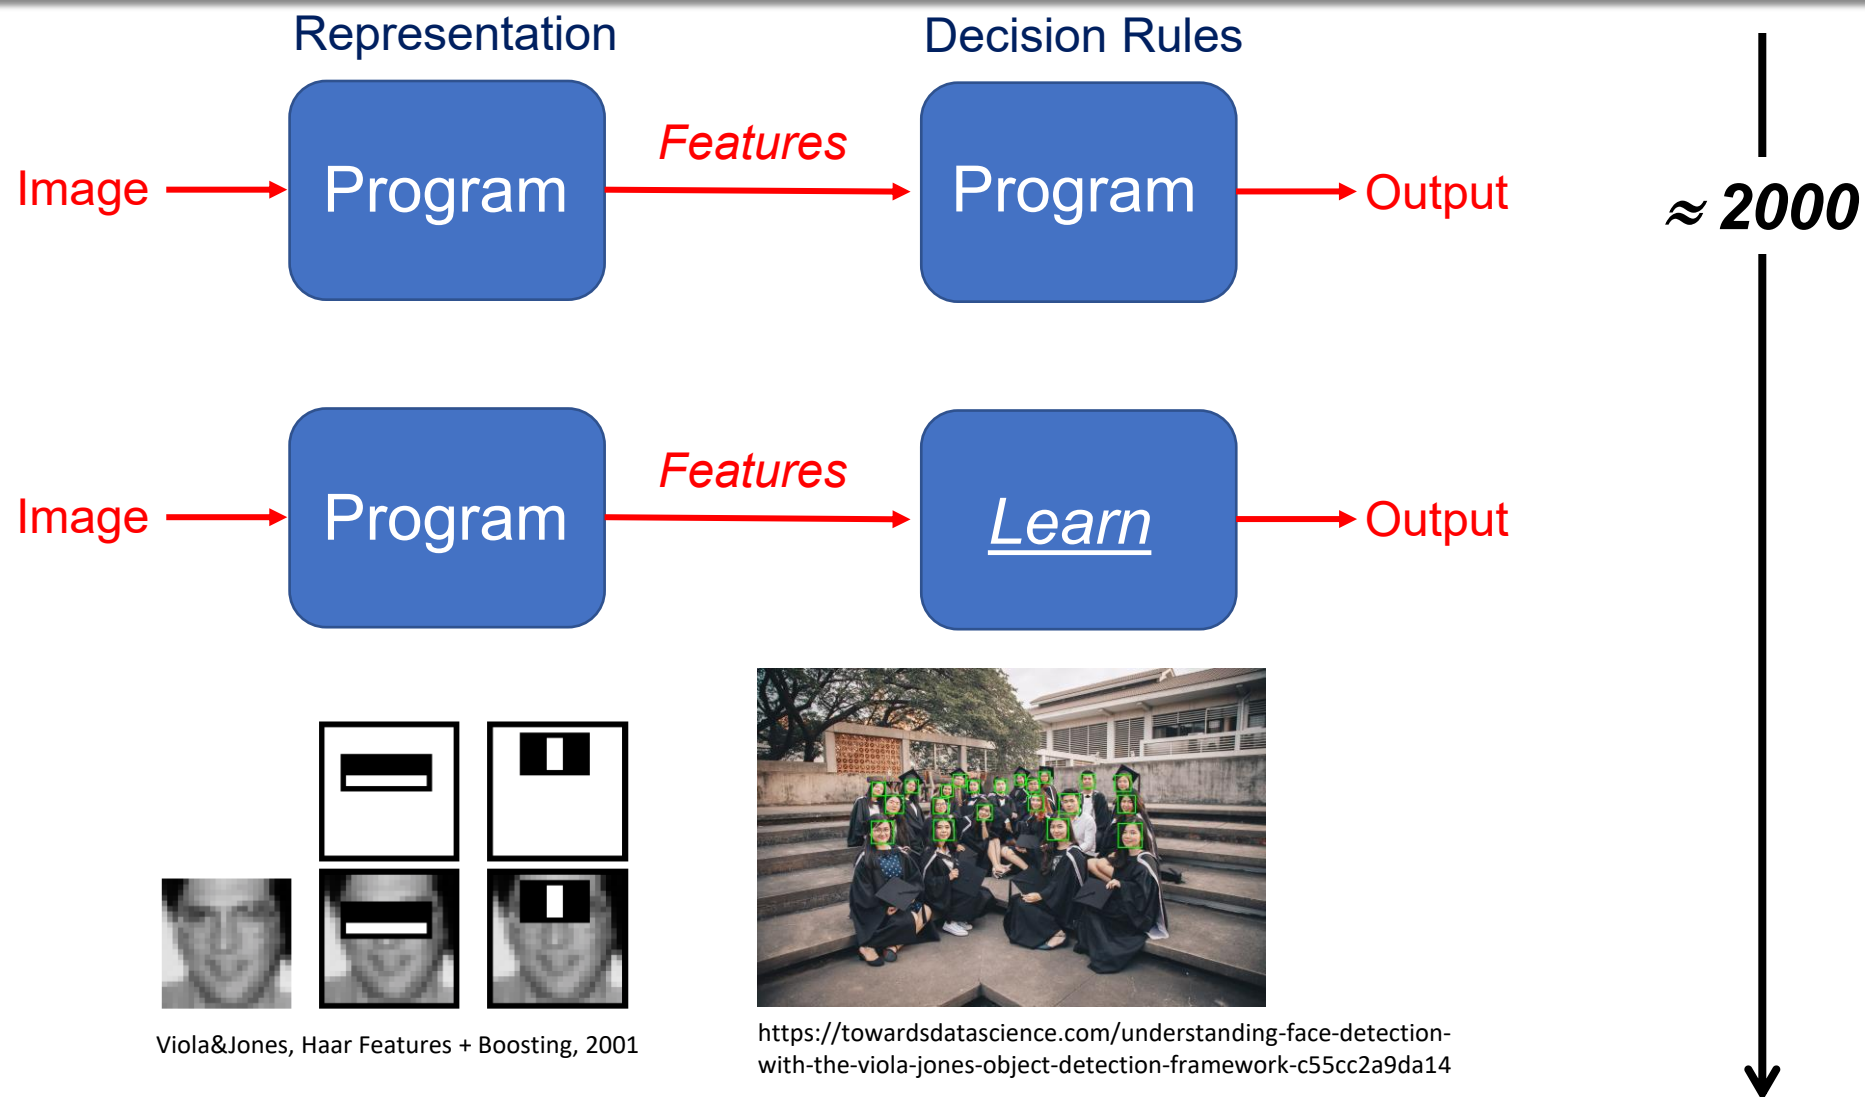 Representation
Decision Rules
Image
Program
Features
Program
Output
≈ 2000
Image
Program
Features
Learn
Output
Viola&Jones, Haar Features + Boosting, 2001
https://towardsdatascience.com/understanding-face-detection-
with-the-viola-jones-object-detection-framework-c55cc2a9da14